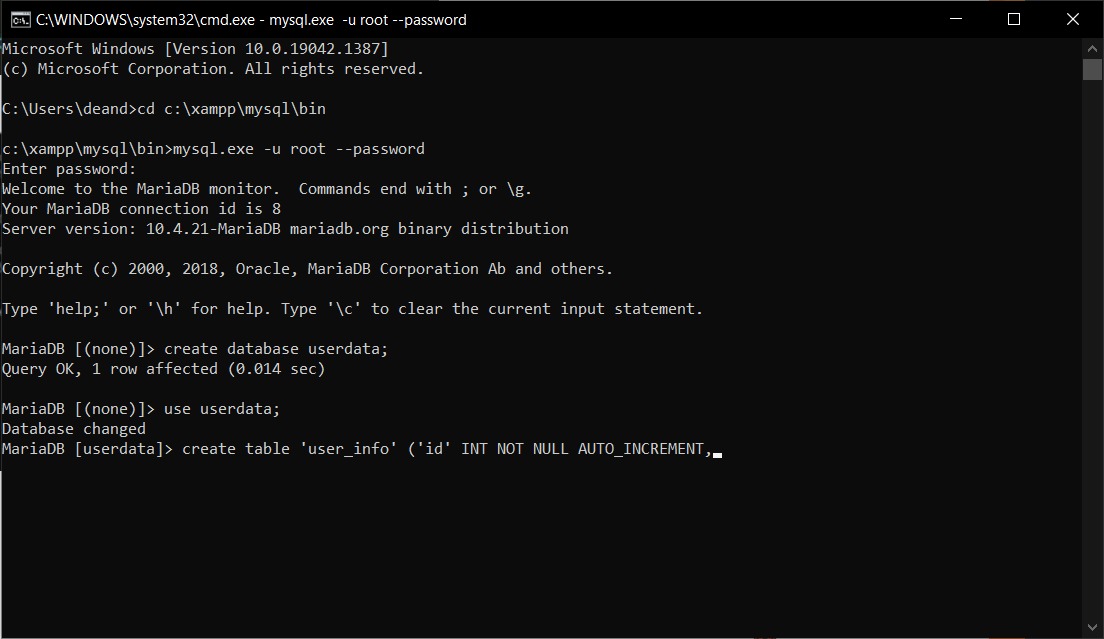 C:\WINDOWS\system32\cmd.exe - mysql.exe  -u root --password
Microsoft Windows [Version 10.0.19042.1387]
(c) Microsoft Corporation. All rights reserved.
C:\Users\deand>cd c:\xampp\mysql\bin
c:\xampp\mysql\bin>mysql.exe -u root --password
Enter password:
Welcome to the MariaDB monitor.  Commands end with ; or \g.
Your MariaDB connection id is 8
Server version: 10.4.21-MariaDB mariadb.org binary distribution
Copyright (c) 2000, 2018, Oracle, MariaDB Corporation Ab and others.
Type 'help;' or '\h' for help. Type '\c' to clear the current input statement.
MariaDB [(none)]> create database userdata;
Query OK, 1 row affected (0.014 sec)
MariaDB [(none)]> use userdata;
Database changed
MariaDB [userdata]> create table 'user_info' ('id' INT NOT NULL AUTO_INCREMENT,